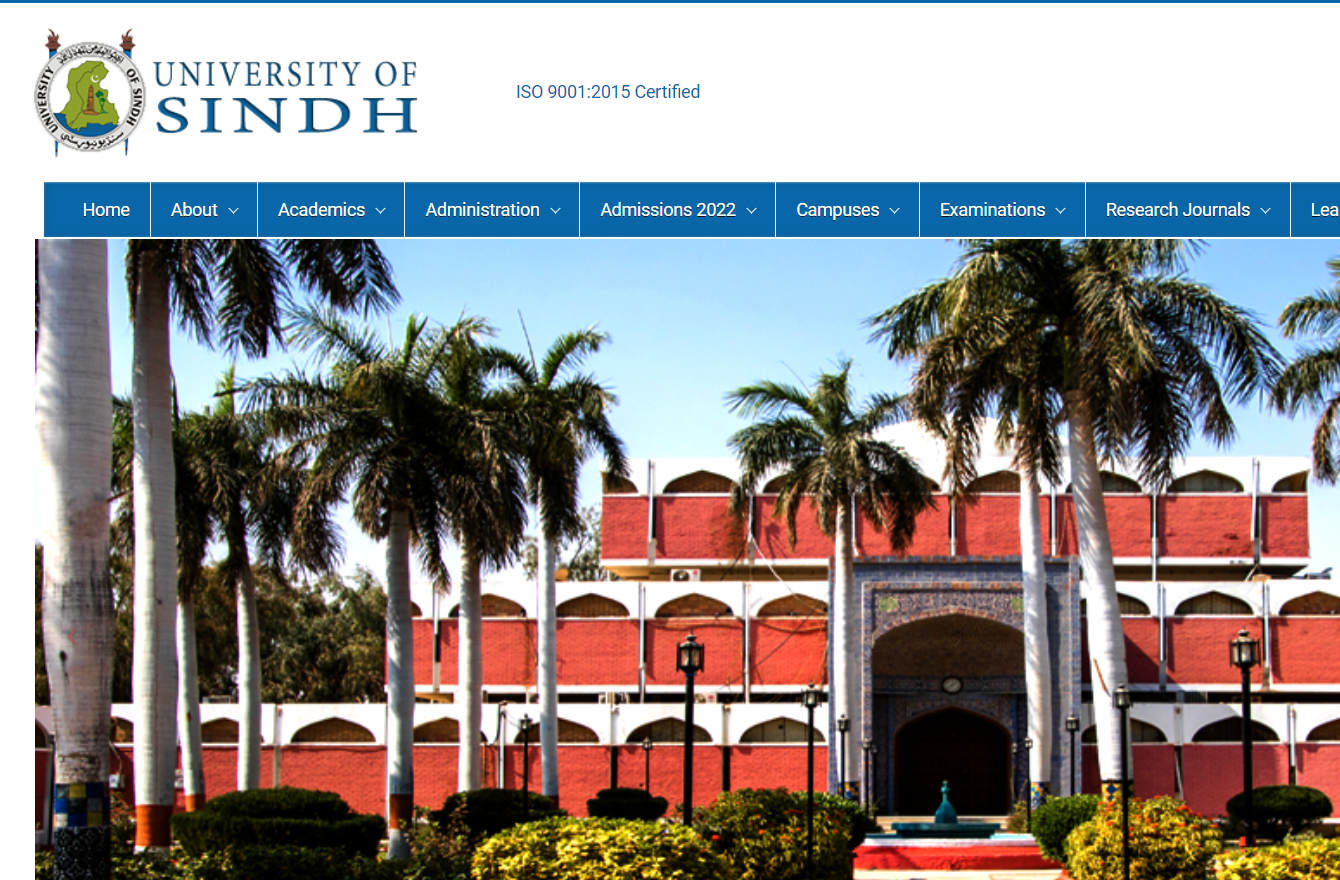 UNIVERSITY OF SINDH
UNIVERSITY OF
SINDH
ISO 9001:2015 Certified
Home
About
Academics
Administration
Admissions 2022
Campuses
Examinations
Research Journals
Lea